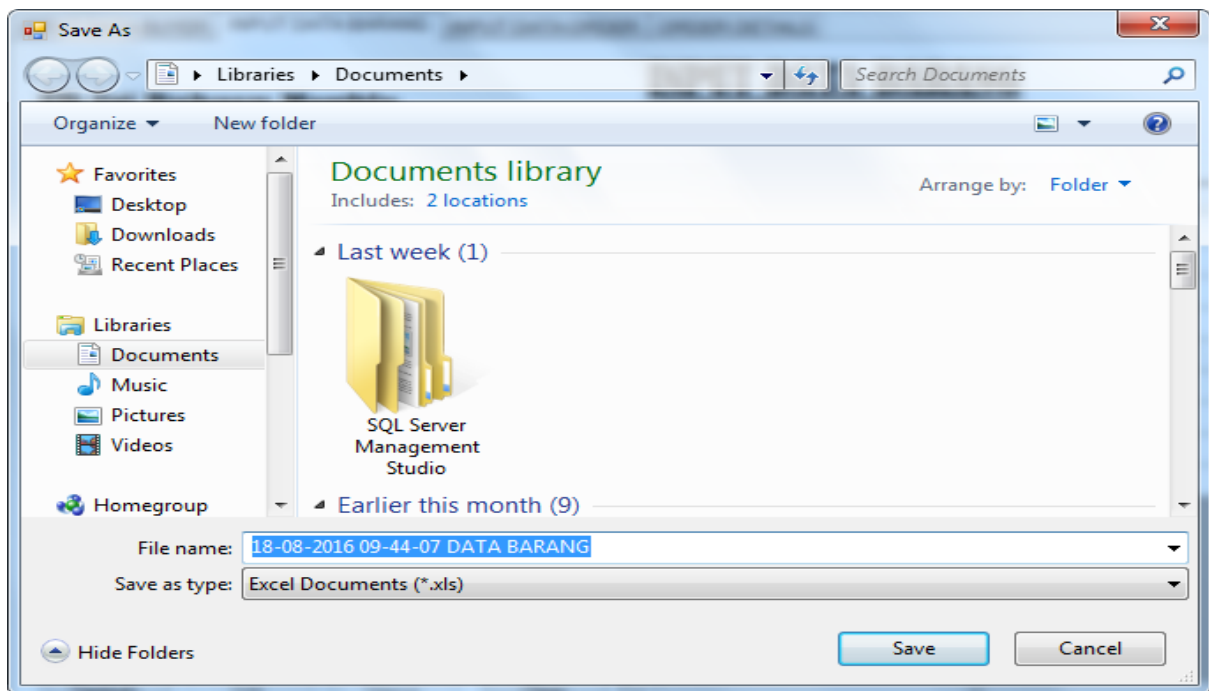 Save As
Libraries Documents
Search Documents
Organize New folder
Favorites
Desktop
Downloads
Recent Places
Libraries
Documents
Music
Pictures
Videos
Homegroup
Documents library
Includes: 2 locations
Arrange by: Folder
Last week (1)
SQL Server
Management
Studio
Earlier this month (9)
File name: 18-08-2016 09-44-07 DATA BARANG
Save as type: Excel Documents (*.xls)
Hide Folders
Save Cancel